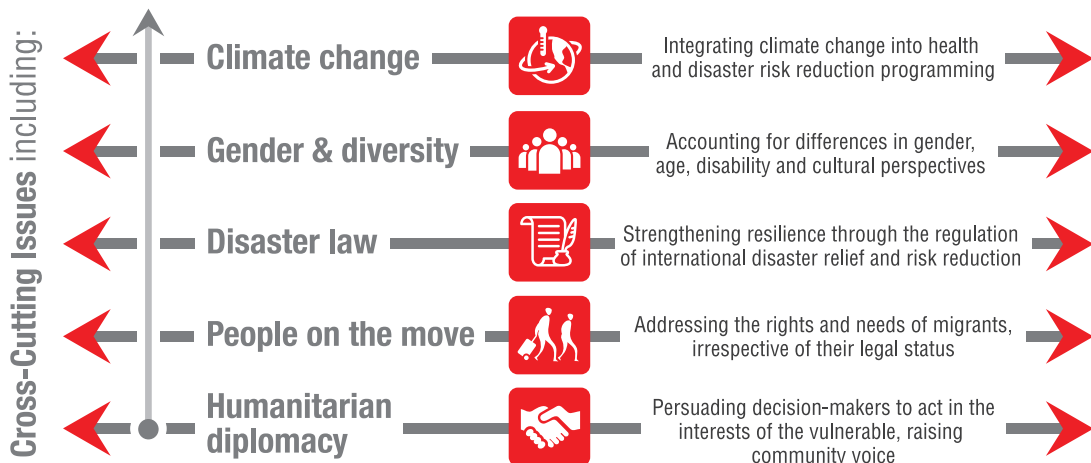 Cross-Cutting Issues including:
Climate change
Integrating climate change into health
and disaster risk reduction programming
Gender & diversity
Accounting for differences in gender,
age, disability and cultural perspectives
Disaster law
Strengthening resilience through the regulation
of international disaster relief and risk reduction
People on the move
Addressing the rights and needs of migrants,
irrespective of their legal status
Humanitarian
diplomacy
Persuading decision-makers to act in the
interests of the vulnerable, raising
community voice